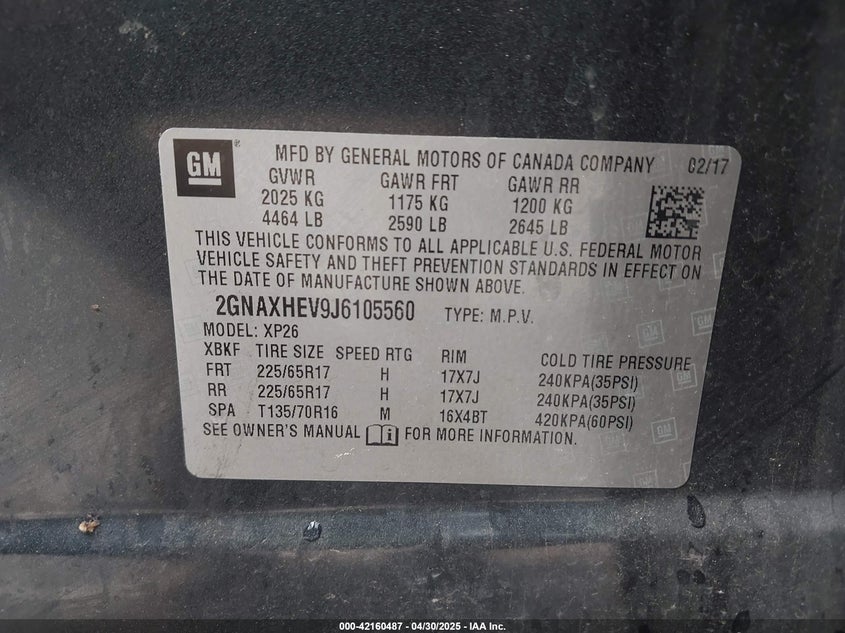 GM ® MFD BY GENERAL MOTORS OF CANADA COMPANY 02/17
GVWR GAWR FRT GAWR RR
2025 KG 1175 KG 1200 KG
4464 LB 2590 LB 2645 LB
THIS VEHICLE CONFORMS TO ALL APPLICABLE U.S. FEDERAL MOTOR
VEHICLE SAFETY AND THEFT PREVENTION STANDARDS IN EFFECT ON
THE DATE OF MANUFACTURE SHOWN ABOVE.
2GNAXHEV9J6105560 TYPE: M.P.V.
MODEL: XP26
XBKF TIRE SIZE SPEED RTG RIM COLD TIRE PRESSURE
FRT 225/65R17 H 17X7J 240KPA(35PSI)
RR 225/65R17 H 17X7J 240KPA(35PSI)
SPA T135/70R16 M 16X4BT 420KPA(60PSI)
SEE OWNER'S MANUAL FOR MORE INFORMATION.
000-42160487 - 04/30/2025 - IAA Inc.